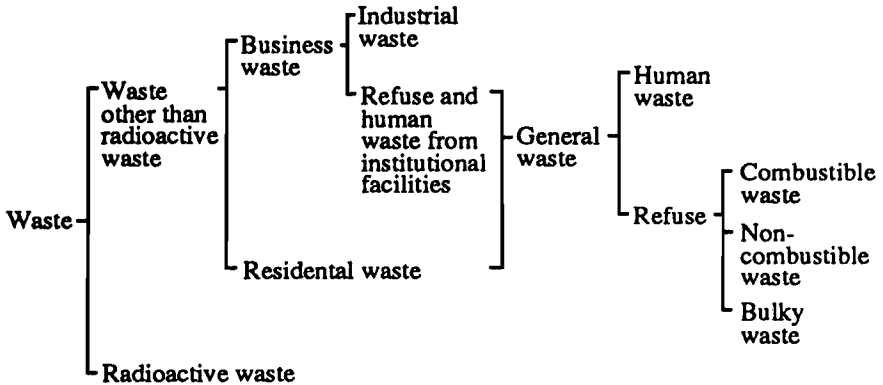 Waste
Waste
other than
radioactive
waste
Radioactive waste
Business
waste
Residental waste
Industrial
waste
Refuse and
human
waste from
institutional
facilities
General
waste
Human
waste
Refuse
Combustible
waste
Non-
combustible
waste
Bulky
waste